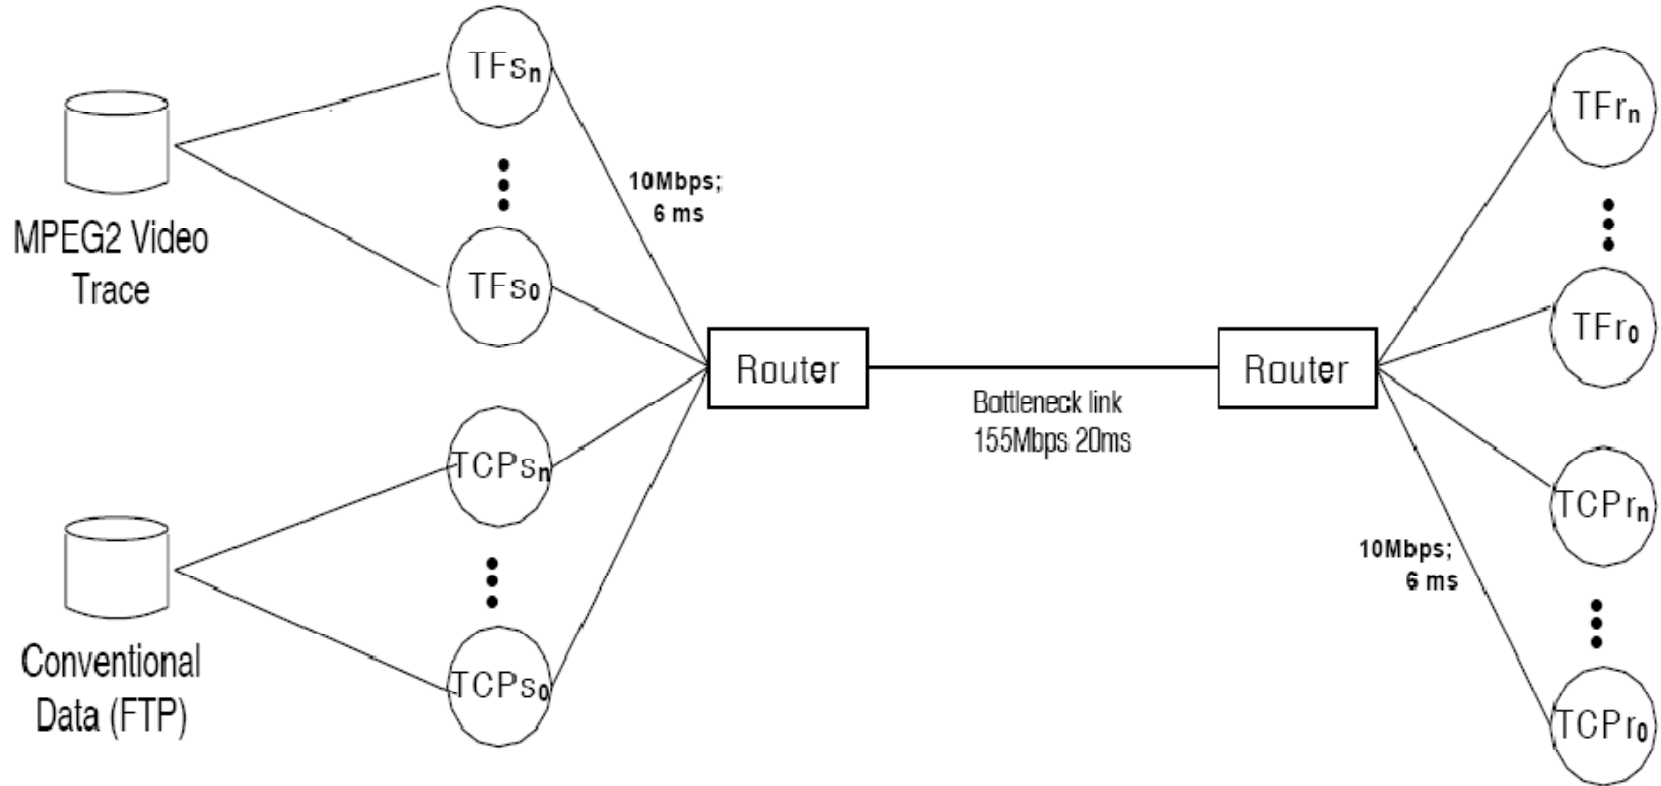 TFsn
10Mbps;
6 ms
MPEG2 Video
Trace
TFs0
Router
Bottleneck link
155Mbps 20ms
Router
TFrn
TFr0
TCPsn
TCPs0
Conventional
Data (FTP)
10Mbps;
6 ms
TCPrn
TCPr0